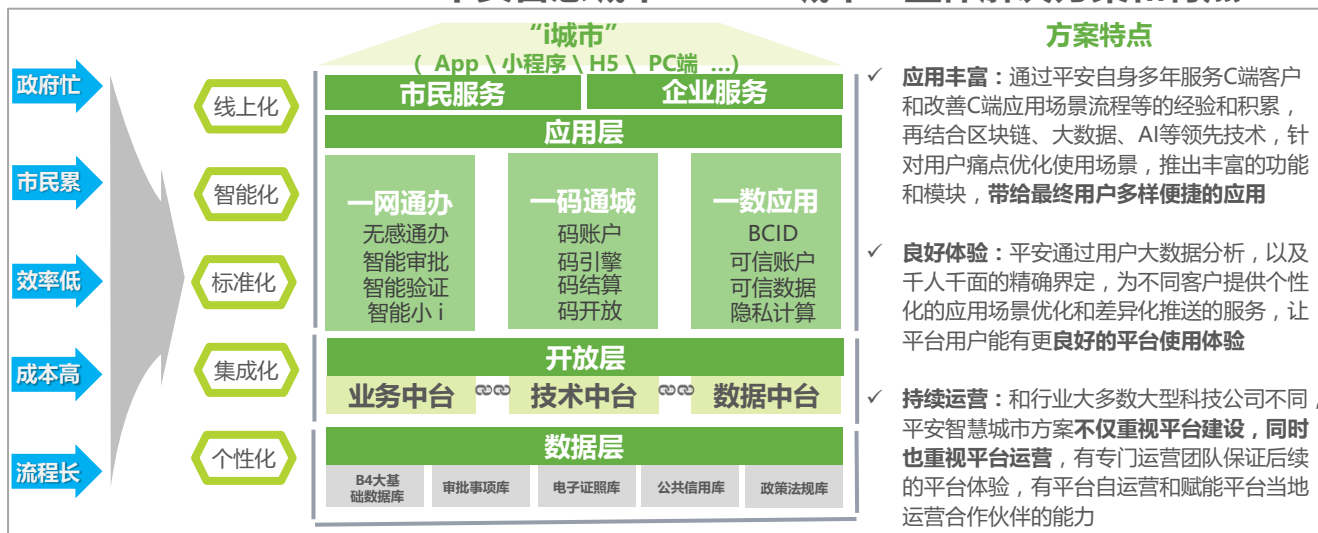 政府忙
市民累
效率低
成本高
流程长
线上化
智能化
标准化
集成化
个性化
“i城市”
( App \ 小程序 \ H5 \ PC端 ...)
市民服务
企业服务
应用层
一网通办
无感通办
智能审批
智能验证
智能小 i
一码通城
码账户
码引擎
码结算
码开放
一数应用
BCID
可信账户
可信数据
隐私计算
开放层
业务中台
技术中台
数据中台
数据层
B4大基
础数据库
审批事项库
电子证照库
公共信用库
政策法规库
方案特点
✓ 应用丰富：通过平安自身多年服务C端客户
和改善C端应用场景流程等的经验和积累，
再结合区块链、大数据、AI等领先技术，针
对用户痛点优化使用场景，推出丰富的功能
和模块，带给最终用户多样便捷的应用
✓ 良好体验：平安通过用户大数据分析，以及
千人千面的精确界定，为不同客户提供个性
化的应用场景优化和差异化推送的服务，让
平台用户能有更良好的平台使用体验
✓ 持续运营：和行业大多数大型科技公司不同，
平安智慧城市方案不仅重视平台建设，同时
也重视平台运营，有专门运营团队保证后续
的平台体验，有平台自运营和赋能平台当地
运营合作伙伴的能力